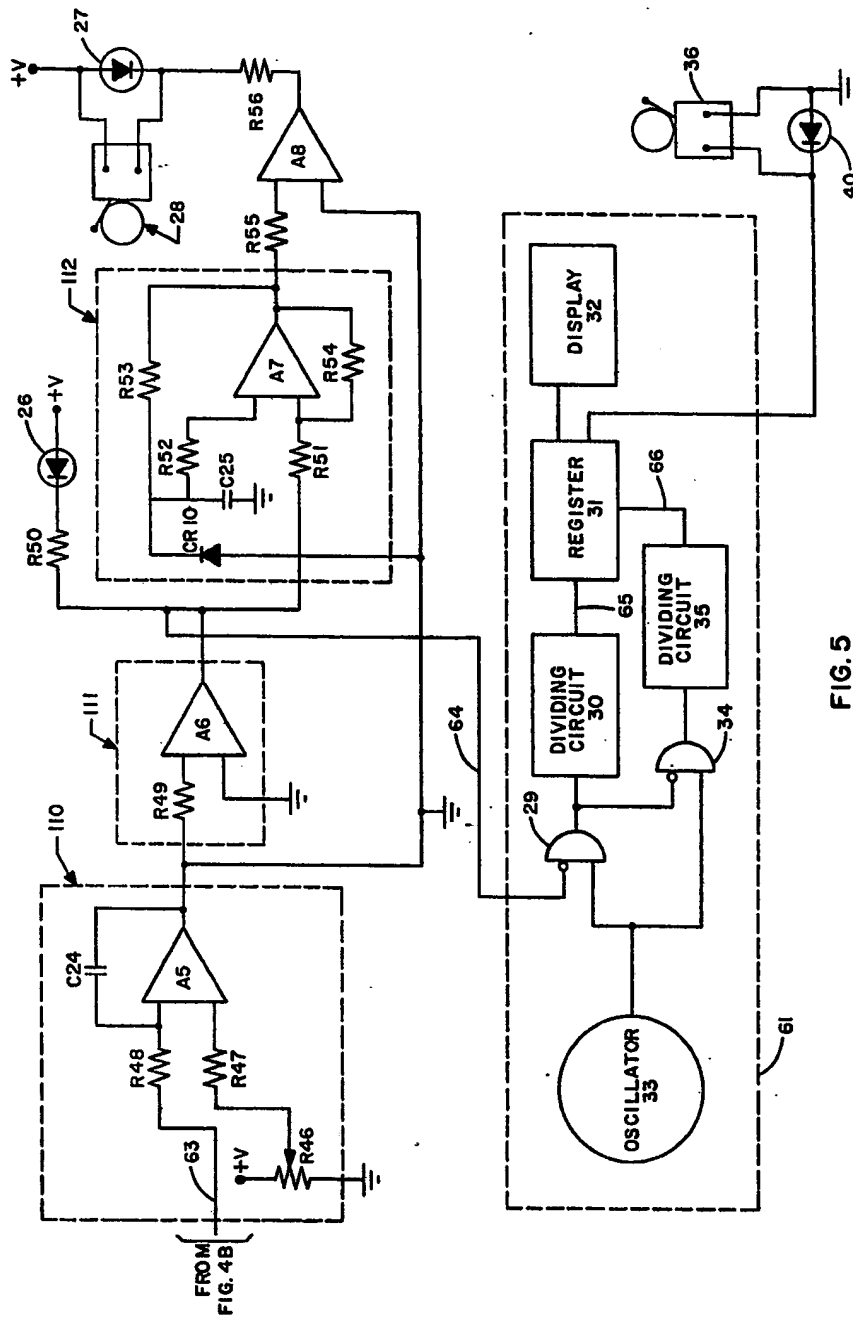 FROM
FIG. 4B
63
+V
R46
R47
R48
C24
A5
110
R49
A6
111
R50
26
+V
112
CR10
C25
R52
R51
R53
A7
R54
R55
A8
R56
28
27
+V
64
OSCILLATOR
33
61
29
34
DIVIDING
CIRCUIT
30
DIVIDING
CIRCUIT
35
65
66
REGISTER
31
DISPLAY
32
36
40
FIG. 5